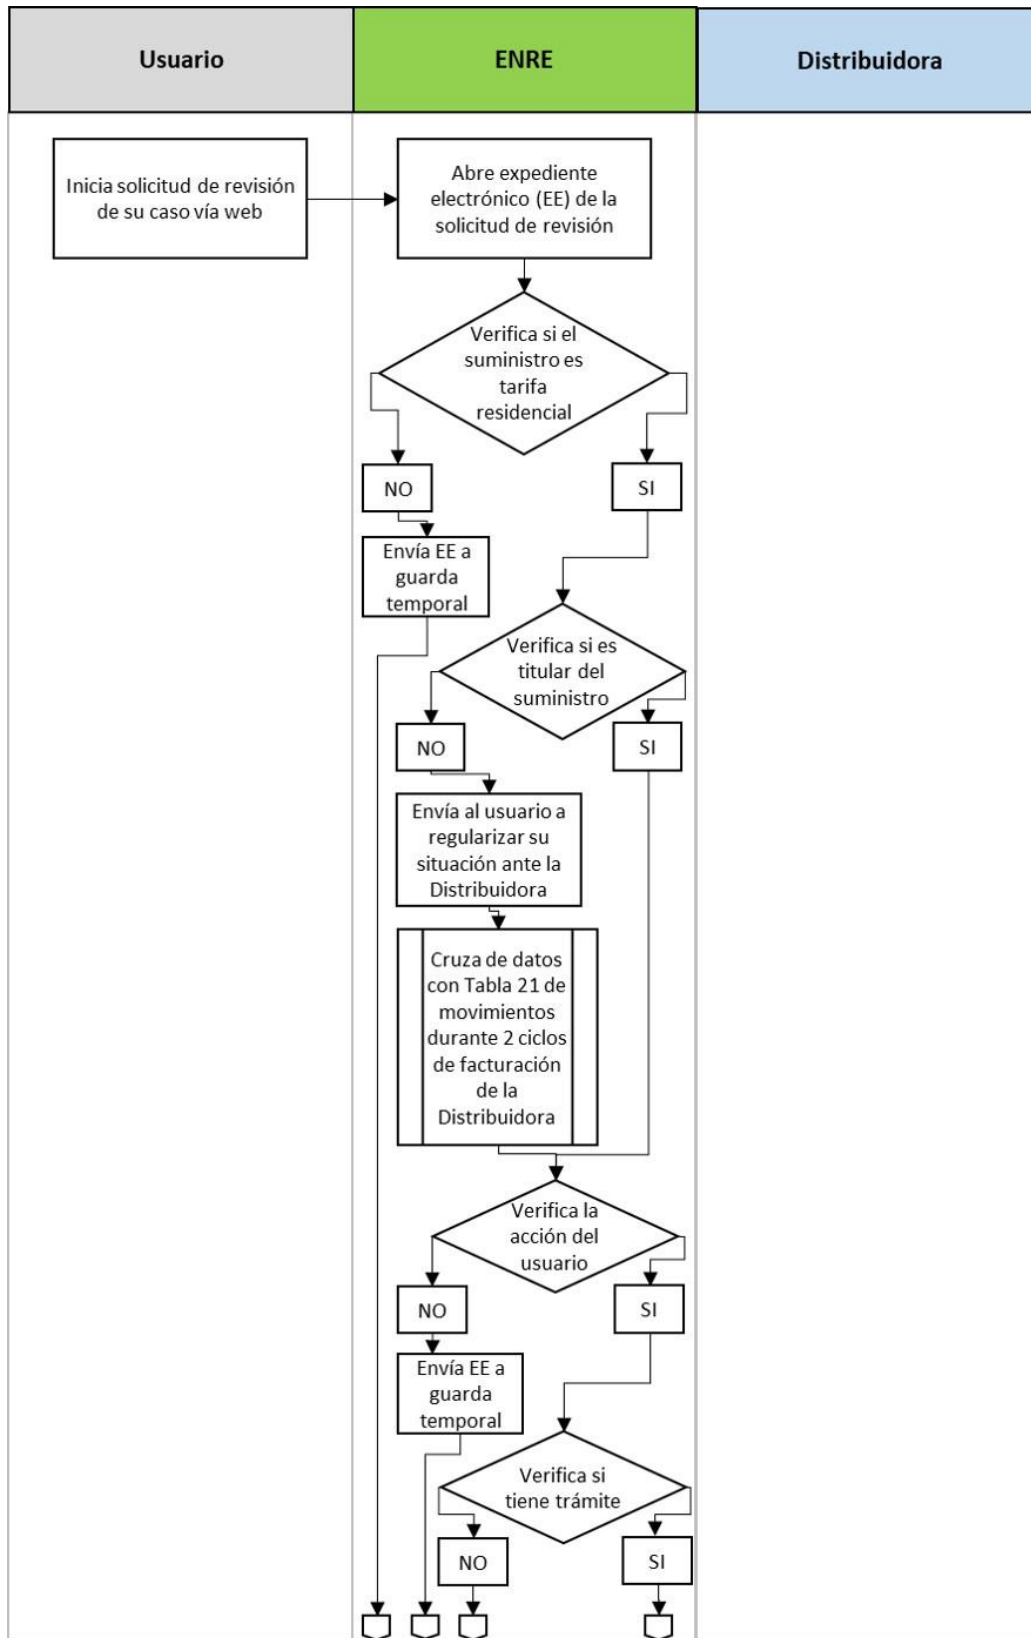 Usuario
ENRE
Distribuidora
Inicia solicitud de revisión
de su caso vía web
Abre expediente
electrónico (EE) de la
solicitud de revisión
Verifica si el
suministro es
tarifa
residencial
NO
SI
Envía EE a
guarda
temporal
Verifica si es
titular del
suministro
NO
SI
Envía al usuario a
regularizar su
situación ante la
Distribuidora
Cruza de datos
con Tabla 21 de
movimientos
durante 2 ciclos
de facturación
de la
Distribuidora
Verifica la
acción del
usuario
NO
SI
Envía EE a
guarda
temporal
Verifica si
tiene trámite
NO
SI